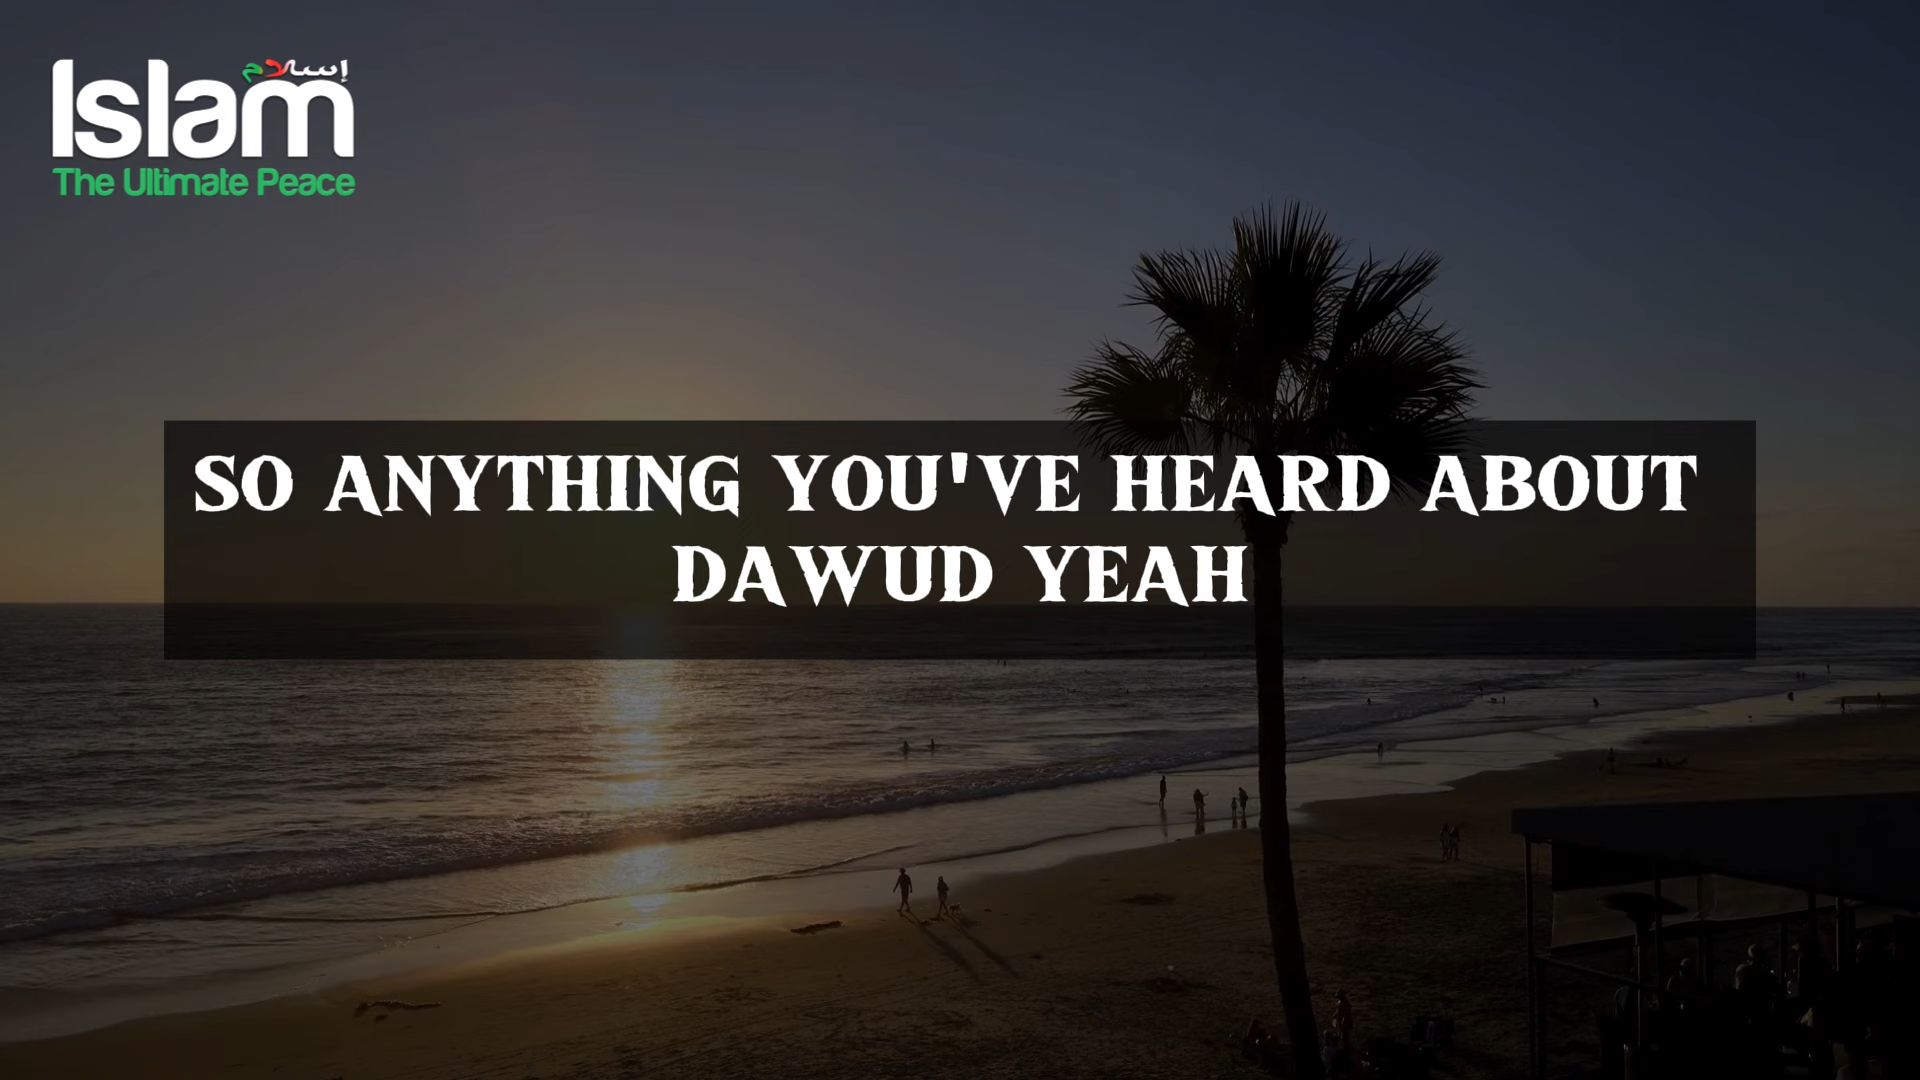 إسلام
Islam
The Ultimate Peace
SO ANYTHING YOU'VE HEARD ABOUT
DAWUD YEAH